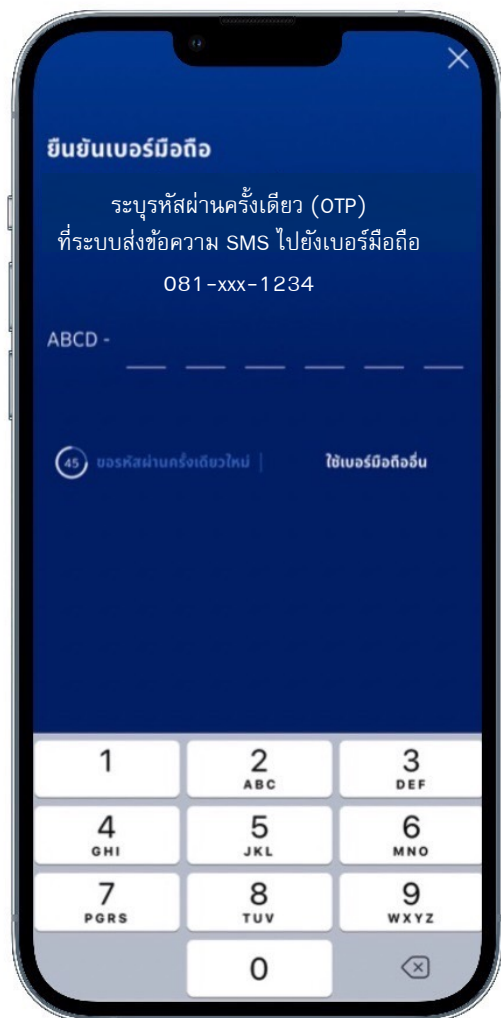 ยืนยันเบอร์มือถือ
ระบุรหัสผ่านครั้งเดียว (OTP)
ที่ระบบส่งข้อความ SMS ไปยังเบอร์มือถือ
081-xxx-1234
ABCD -
45 ขอรหัสผ่านครั้งเดียวใหม่ | ใช้เบอร์มือถืออื่น
1 2 3
ABC DEF
4 5 6
GHI JKL MNO
7 8 9
PGRS TUV WXYZ
0